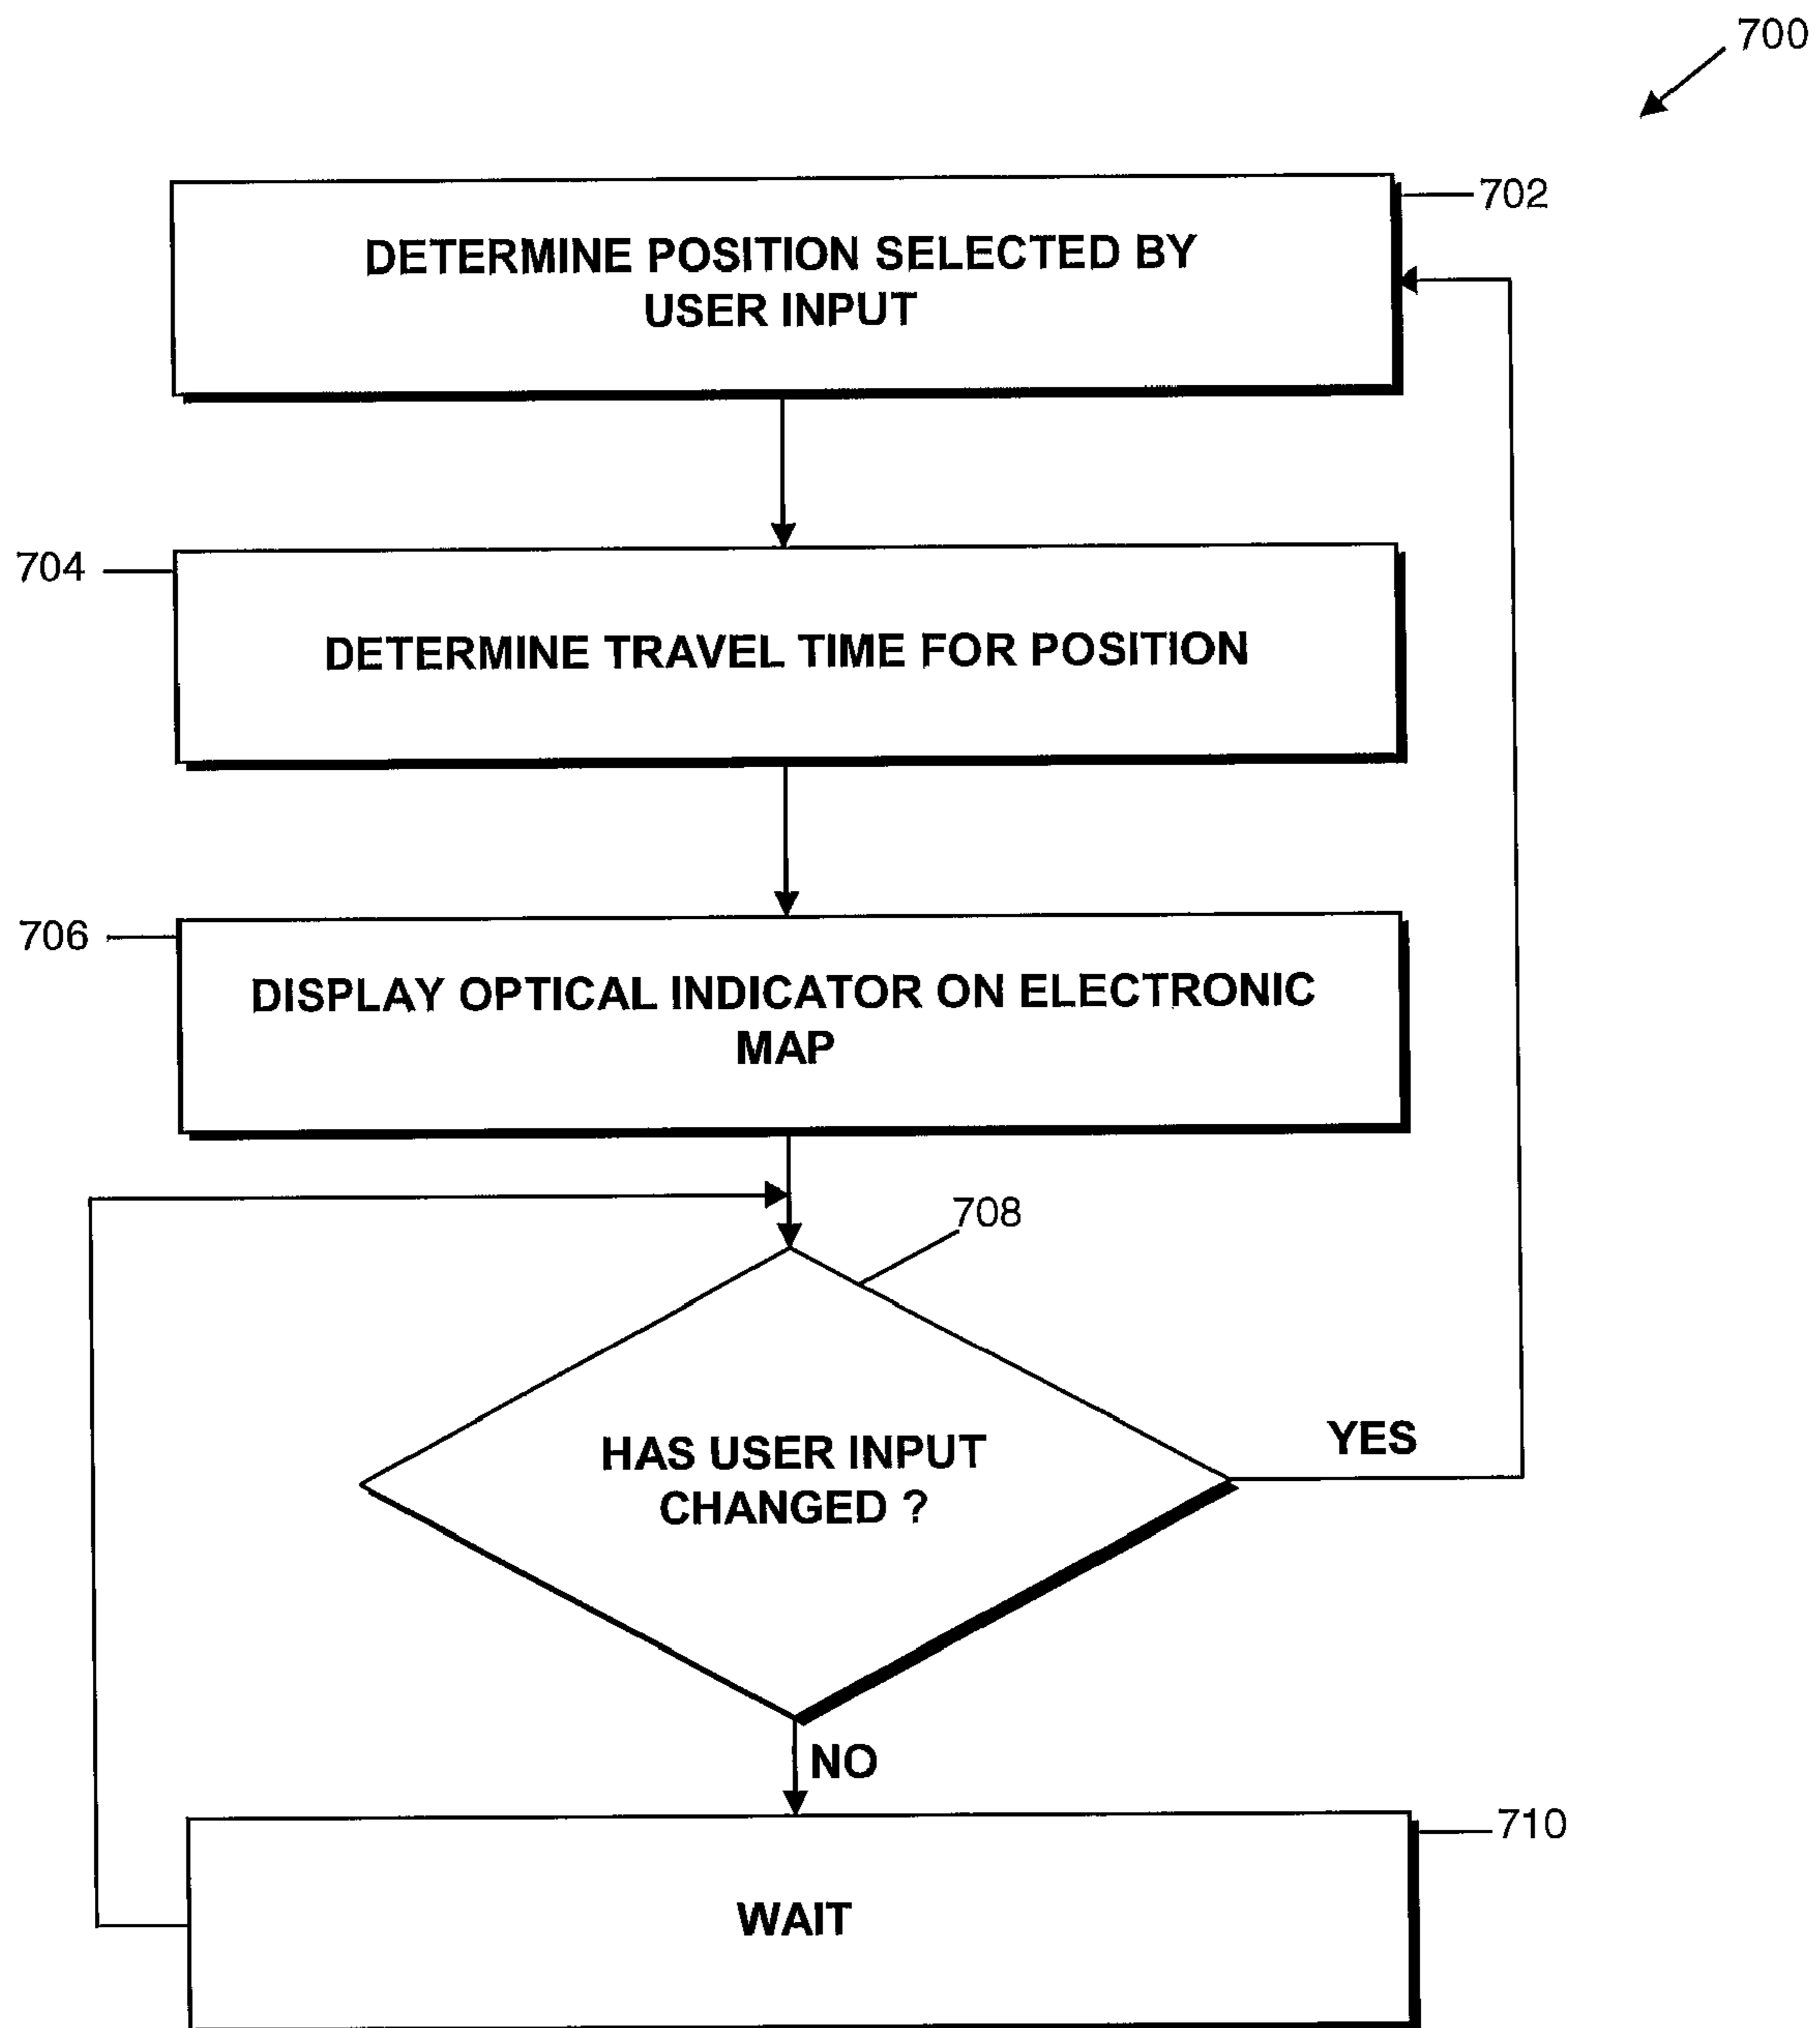 700
702
DETERMINE POSITION SELECTED BY
USER INPUT
704
DETERMINE TRAVEL TIME FOR POSITION
706
DISPLAY OPTICAL INDICATOR ON ELECTRONIC
MAP
708
HAS USER INPUT
CHANGED ?
YES
NO
710
WAIT